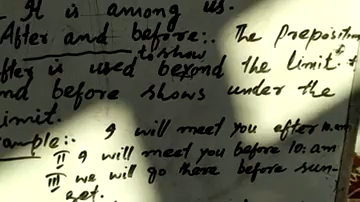 It is among us.
After and before:- The Preposition
to show
after is used beyond the limit
and before shows under the
limit.
Example:- I will meet you after 10.am
II I will meet you before 10: am
III we will go there before sun-
set.